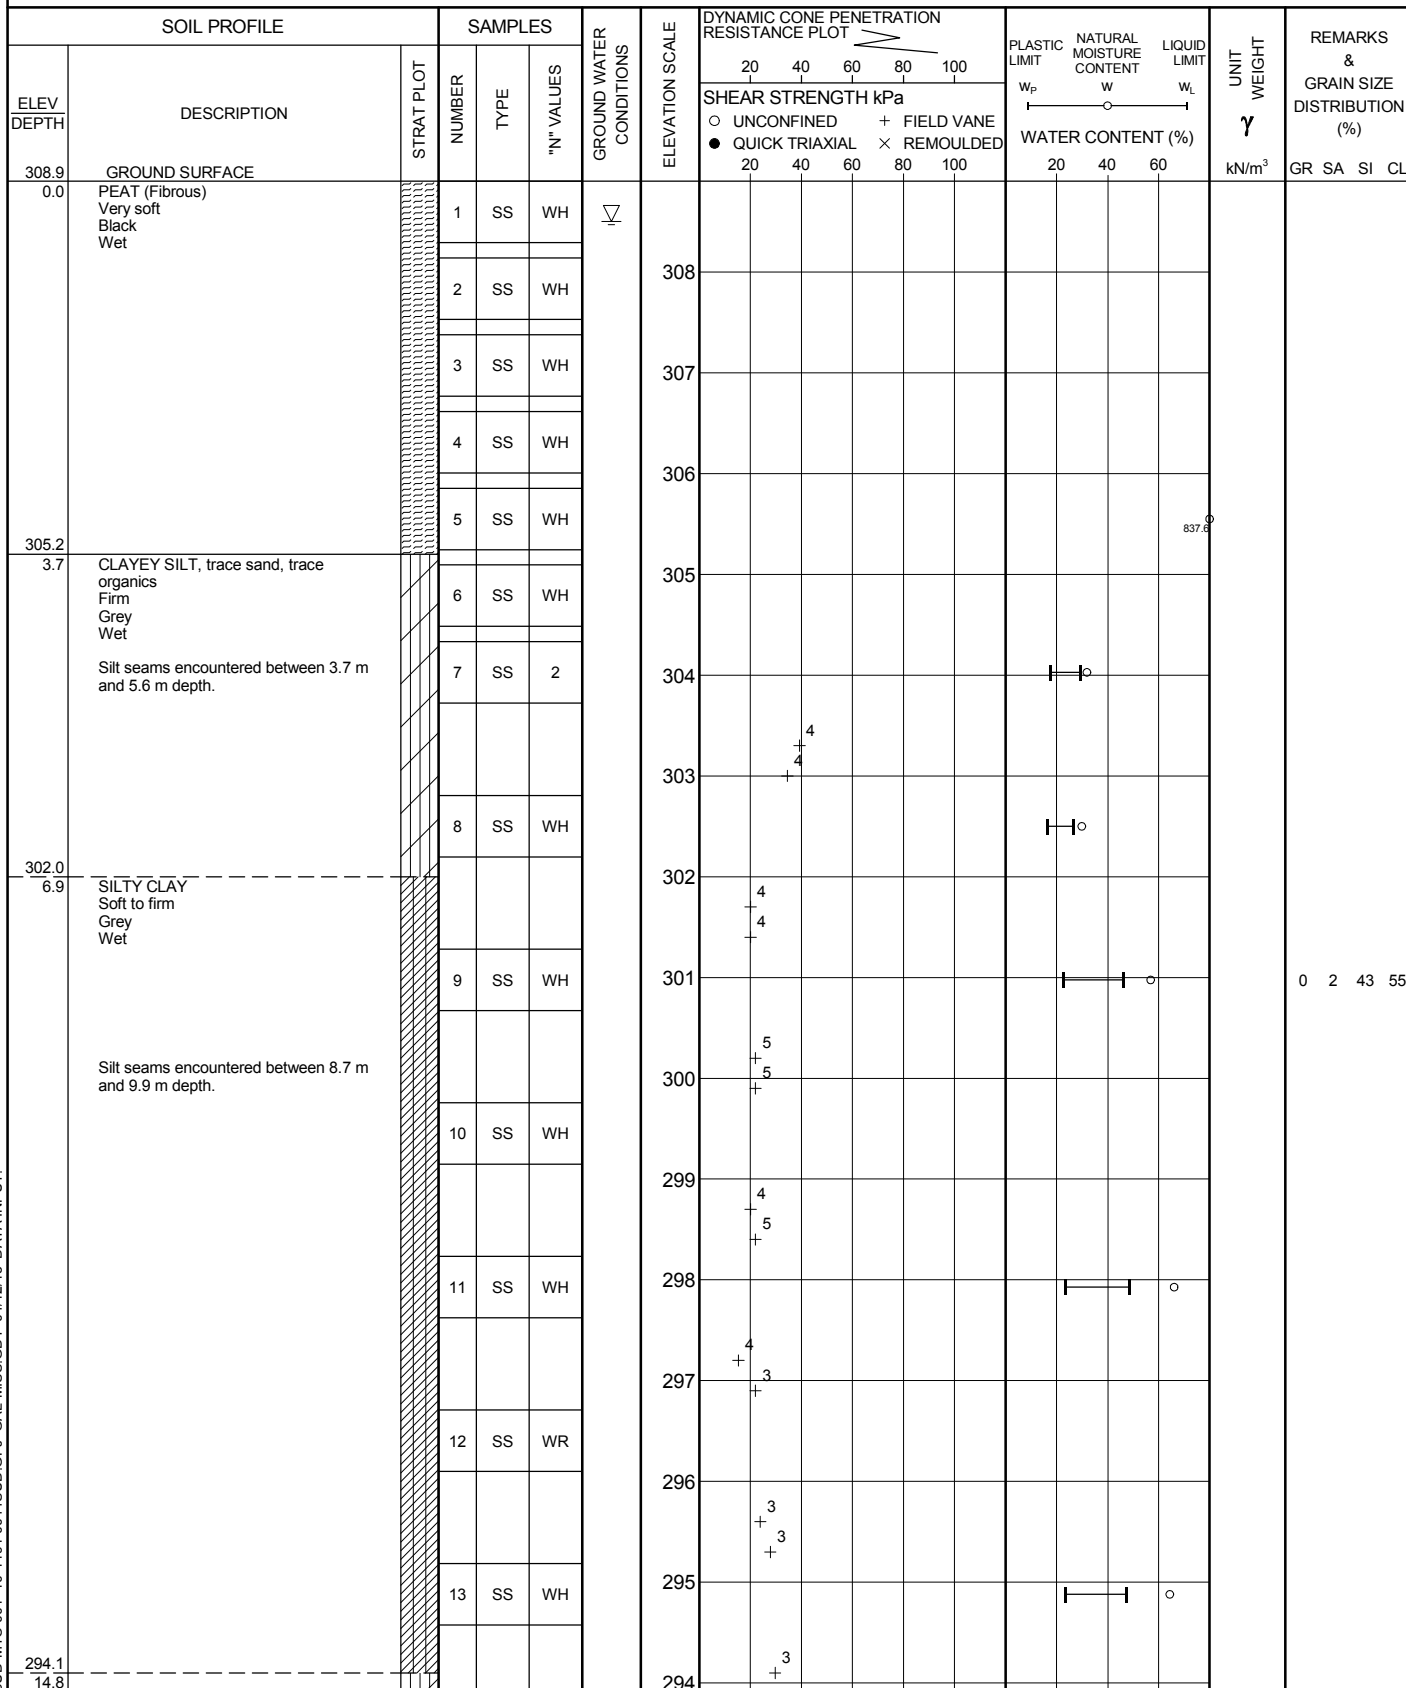 SOIL PROFILE
SAMPLES
GROUND WATER
CONDITIONS
ELEVATION SCALE
DYNAMIC CONE PENETRATION
RESISTANCE PLOT
20 40 60 80 100
SHEAR STRENGTH kPa
○ UNCONFINED + FIELD VANE
● QUICK TRIAXIAL × REMOULDED
20 40 60 80 100
PLASTIC
LIMIT
NATURAL
MOISTURE
CONTENT
LIQUID
LIMIT
WP W WL
WATER CONTENT (%)
20 40 60
UNIT
WEIGHT
γ
kN/m³
REMARKS
&
GRAIN SIZE
DISTRIBUTION
(%)
GR SA SI CL
ELEV
DEPTH
DESCRIPTION
STRAT PLOT
NUMBER
TYPE
"N" VALUES
308.9 GROUND SURFACE
0.0 PEAT (Fibrous)
Very soft
Black
Wet
1 SS WH
308
2 SS WH
3 SS WH
307
4 SS WH
306
5 SS WH
837.6
305.2
3.7 CLAYEY SILT, trace sand, trace
organics
Firm
Grey
Wet
305
6 SS WH
Silt seams encountered between 3.7 m
and 5.6 m depth.
7 SS 2
304
4
4
303
8 SS WH
302.0
302
6.9 SILTY CLAY
Soft to firm
Grey
Wet
4
4
9 SS WH
301
0 2 43 55
5
5
Silt seams encountered between 8.7 m
and 9.9 m depth.
300
10 SS WH
299
4
5
11 SS WH
298
4
3
297
12 SS WR
296
3
3
13 SS WH
295
3
294.1
14.8
294